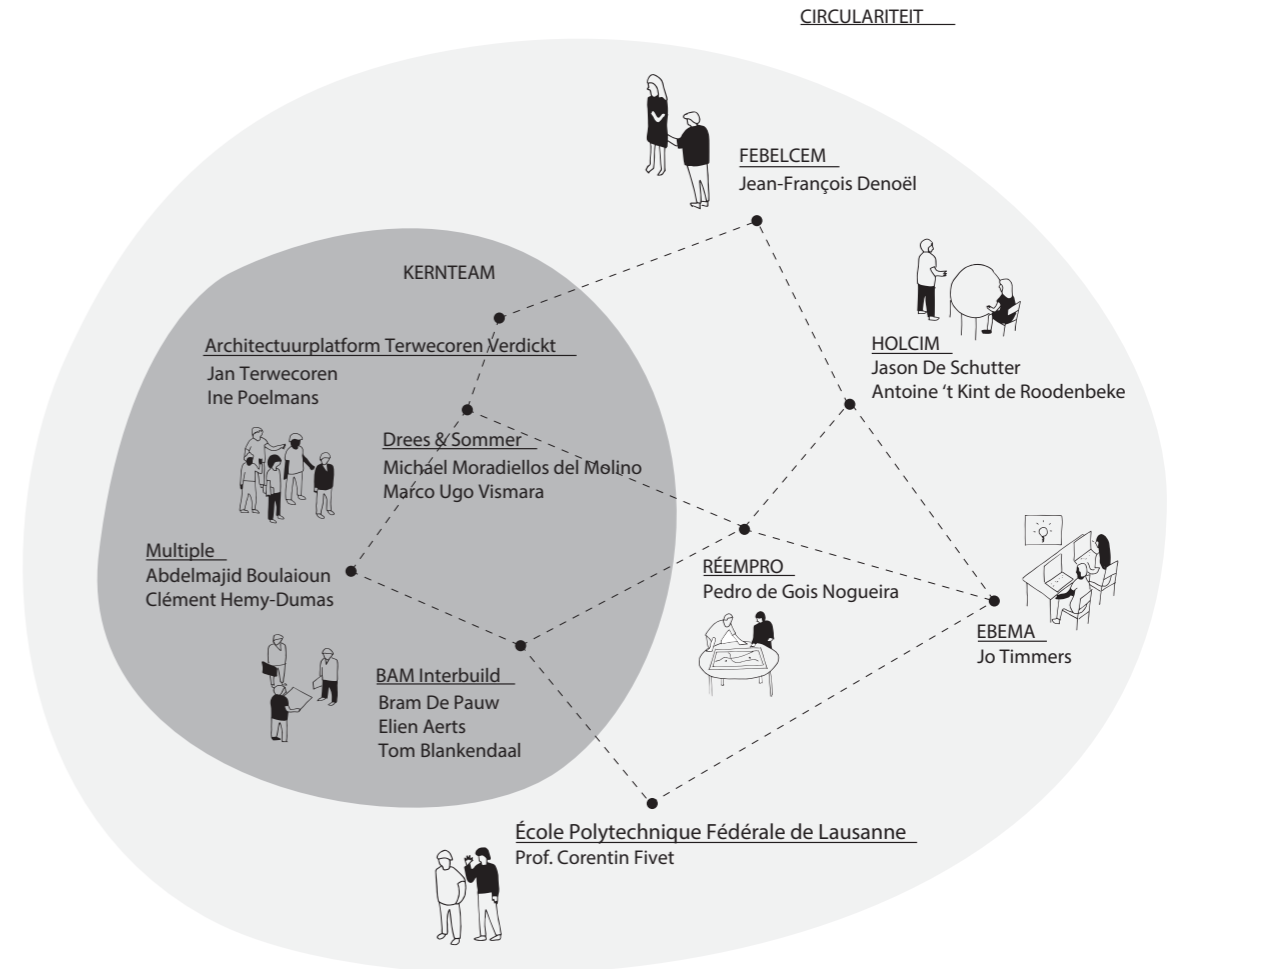 CIRCULARITEIT
FEBELCEM
Jean-François Denoël
KERNTEAM
HOLCIM
Jason De Schutter
Antoine ‘t Kint de Roodenbeke
Architectuurplatform Terwecoren Verdickt
Jan Terwecoren
Ine Poelmans
Drees & Sommer
Michael Moradiellos del Molino
Marco Ugo Vismara
Multiple
Abdelmajid Boulaioun
Clément Hemy-Dumas
RÉEMPRO
Pedro de Gois Nogueira
EBEMA
Jo Timmers
BAM Interbuild
Bram De Pauw
Elien Aerts
Tom Blankendaal
École Polytechnique Fédérale de Lausanne
Prof. Corentin Fivet